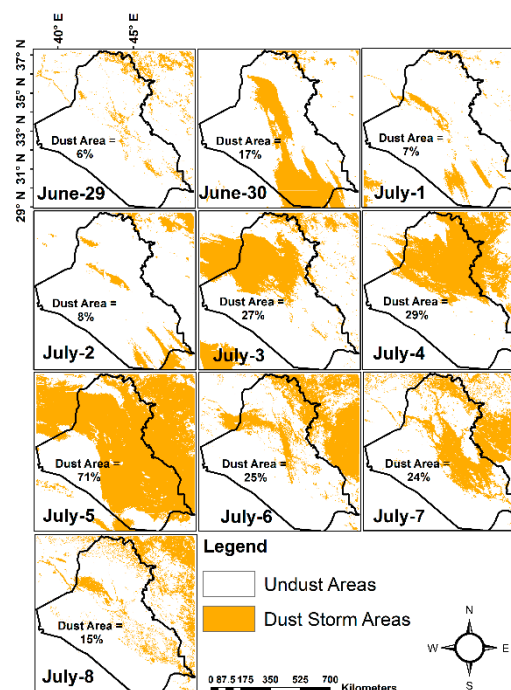 40° E 45°
29° N 31° N 33° N 35° N 37° N
Dust Area =
6%
June-29
Dust Area =
17%
June-30
Dust Area =
7%
July-1
Dust Area =
8%
July-2
Dust Area =
27%
July-3
Dust Area =
29%
July-4
Dust Area =
71%
July-5
Dust Area =
25%
July-6
Dust Area =
24%
July-7
Dust Area =
15%
July-8
Legend
Undust Areas
Dust Storm Areas
N
W E
S
0 87.5 175 350 525 700
Kilometers